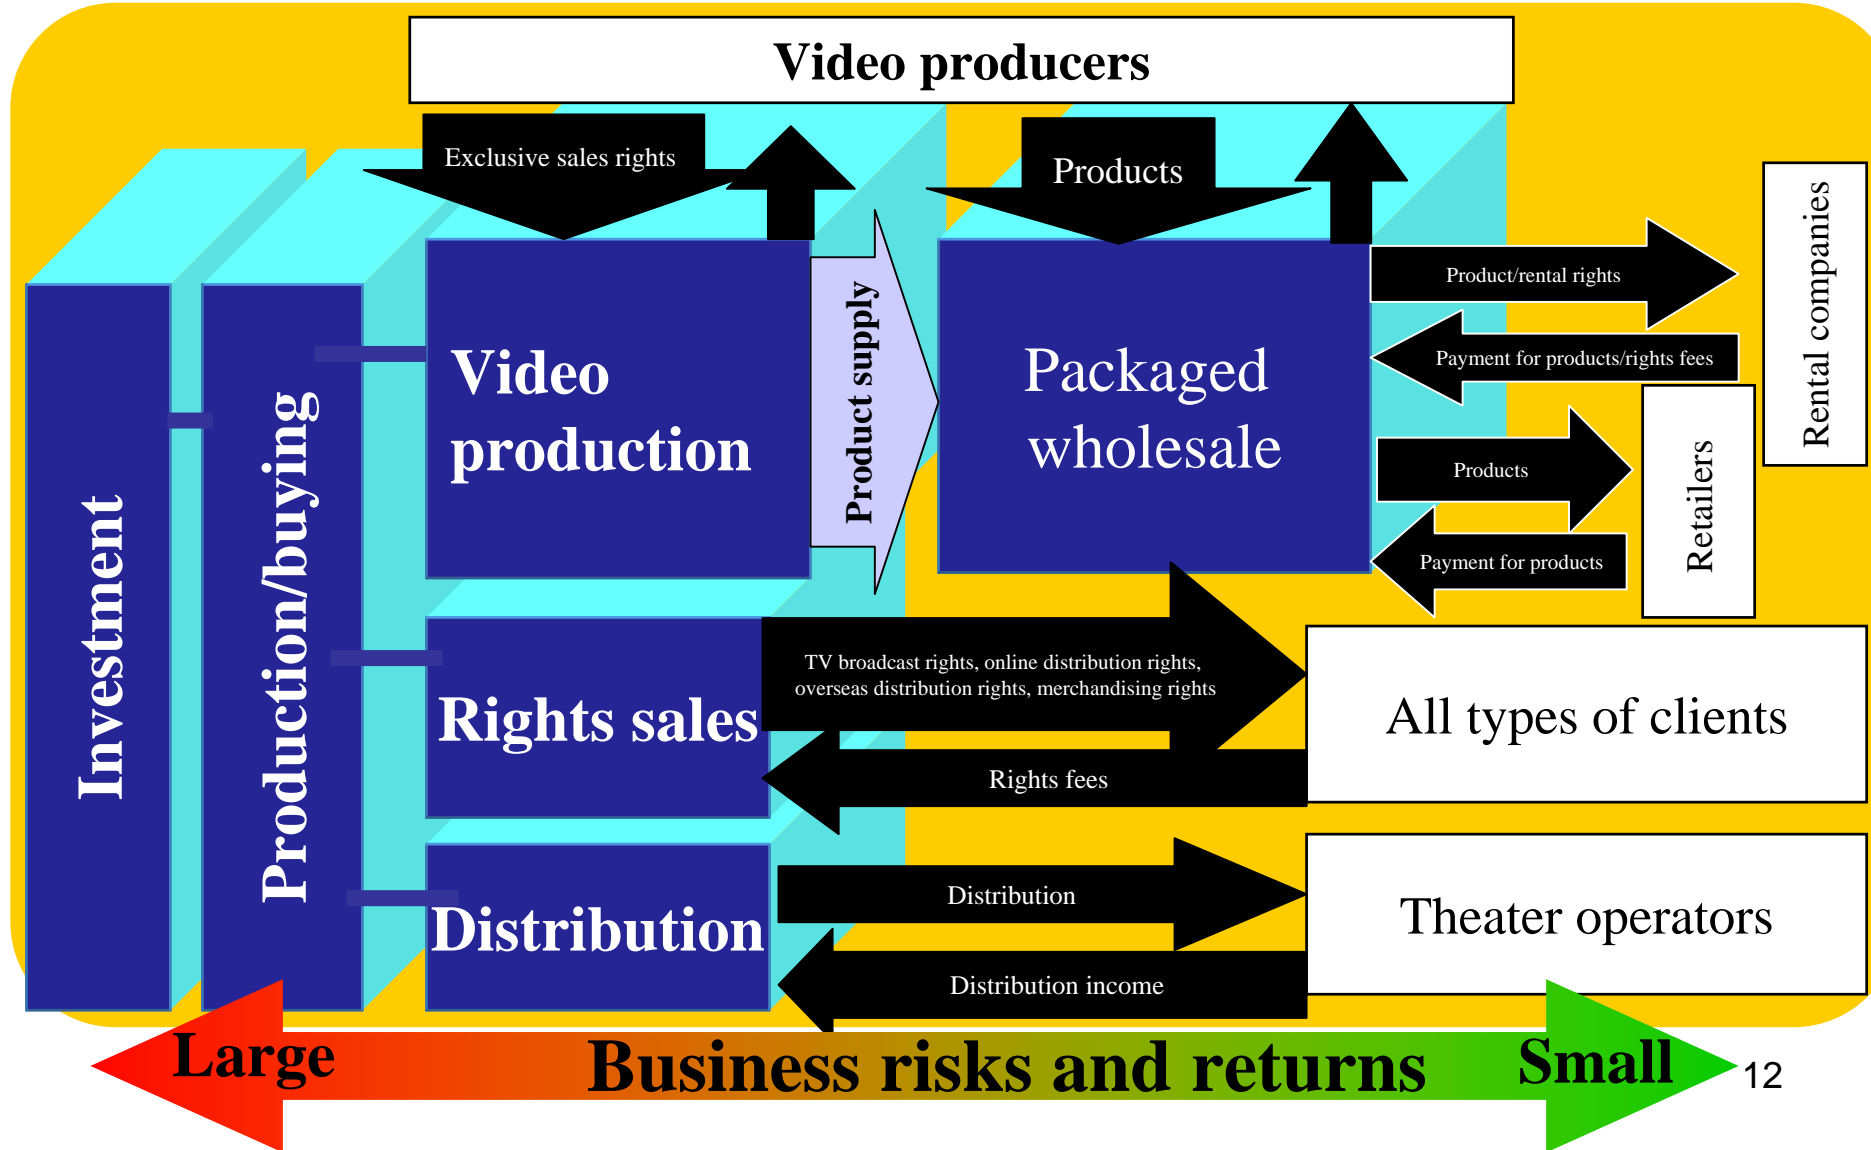 Video producers
Exclusive sales rights
Products
Rental companies
Product/rental rights
Payment for products/rights fees
Video
production
Product supply
Packaged
wholesale
Products
Retailers
Payment for products
Investment
Production/buying
TV broadcast rights, online distribution rights,
overseas distribution rights, merchandising rights
Rights sales
All types of clients
Rights fees
Distribution
Distribution
Theater operators
Distribution income
Large
Business risks and returns
Small
12